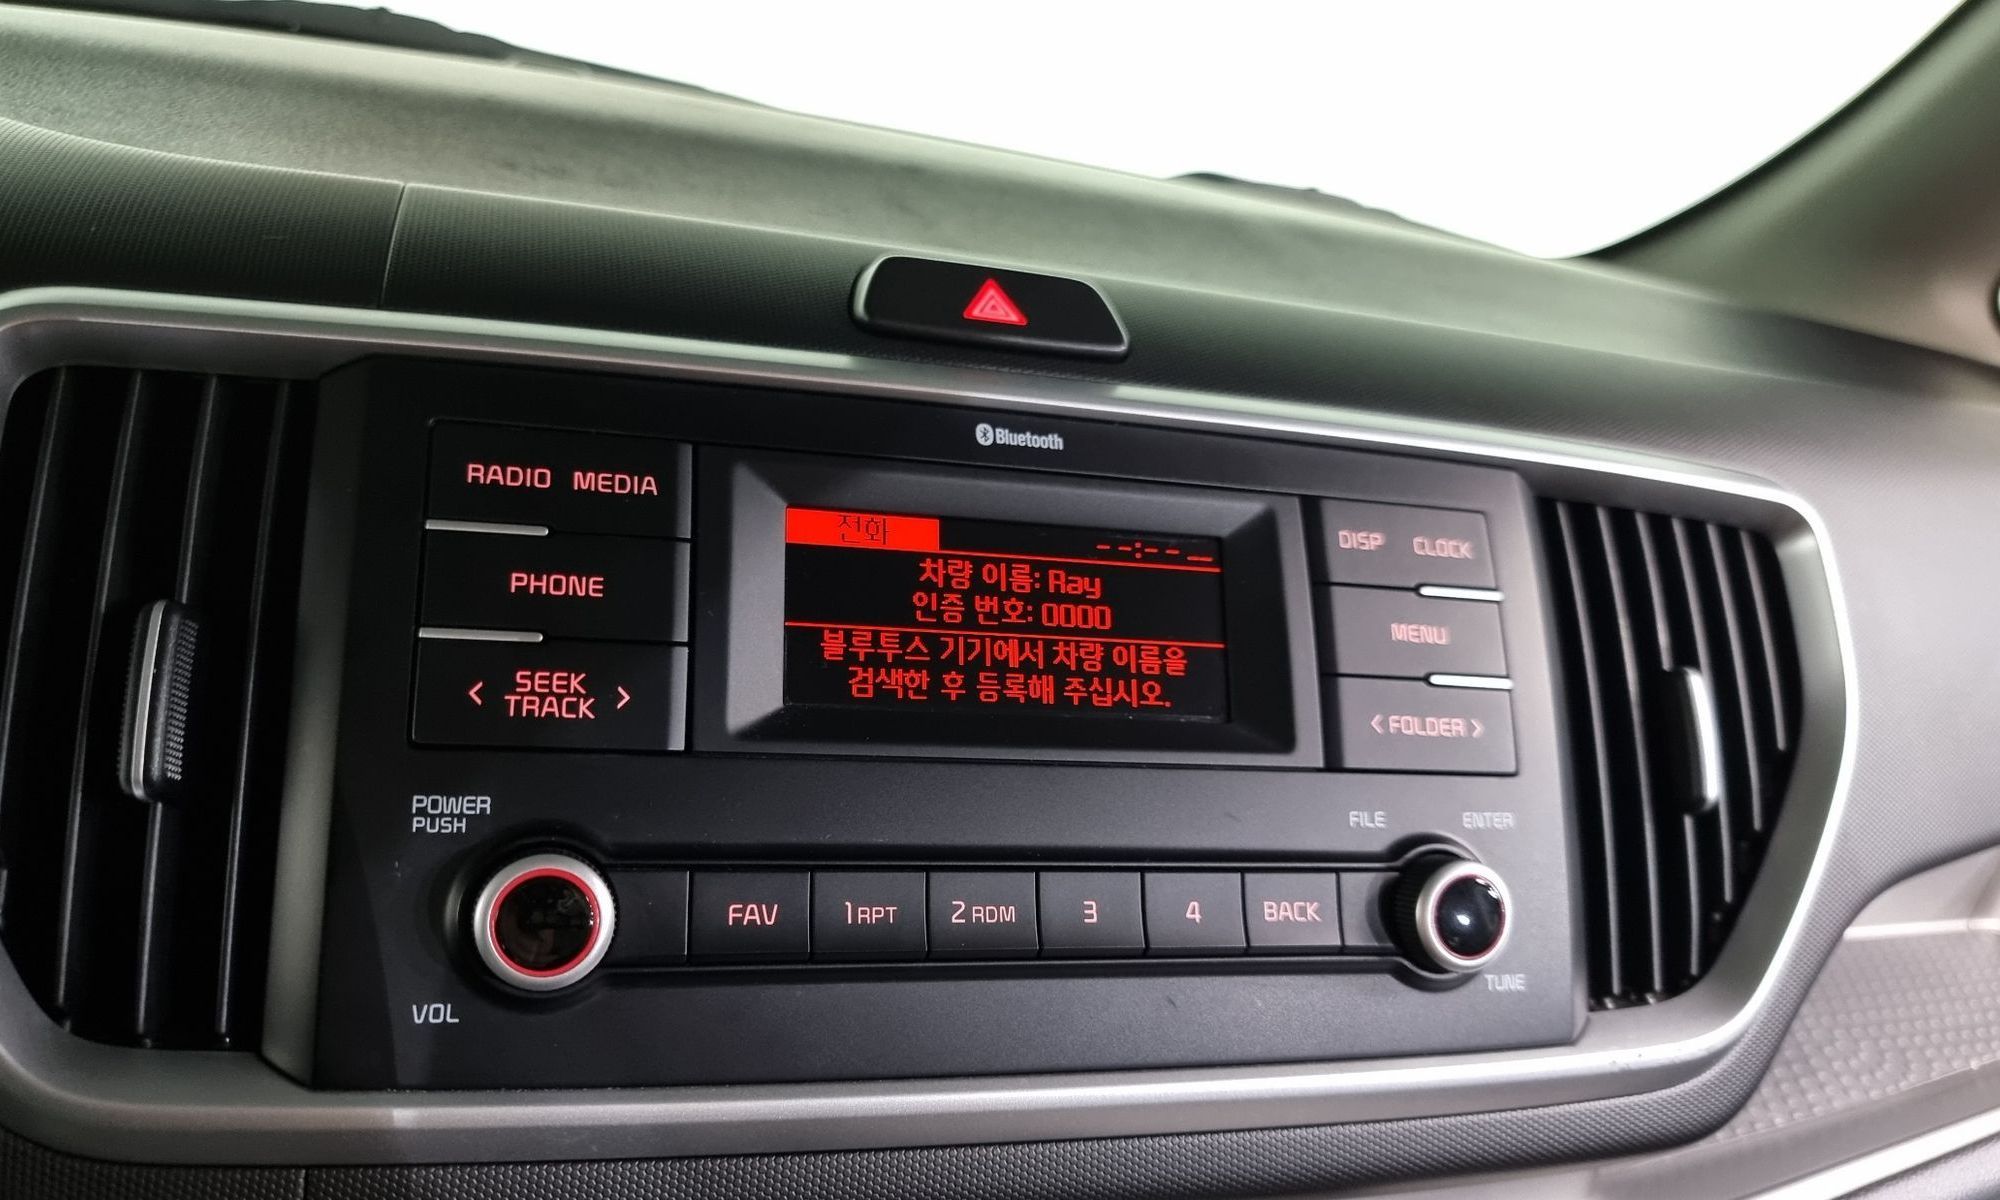 Bluetooth
RADIO MEDIA
PHONE
< SEEK TRACK >
전화
--:-- --
차량 이름: Ray
인증 번호: 0000
블루투스 기기에서 차량 이름을
검색한 후 등록해 주십시오.
DISP CLOCK
MENU
< FOLDER >
POWER
PUSH
VOL
FAV
1 RPT
2 RDM
3
4
BACK
FILE
ENTER
TUNE